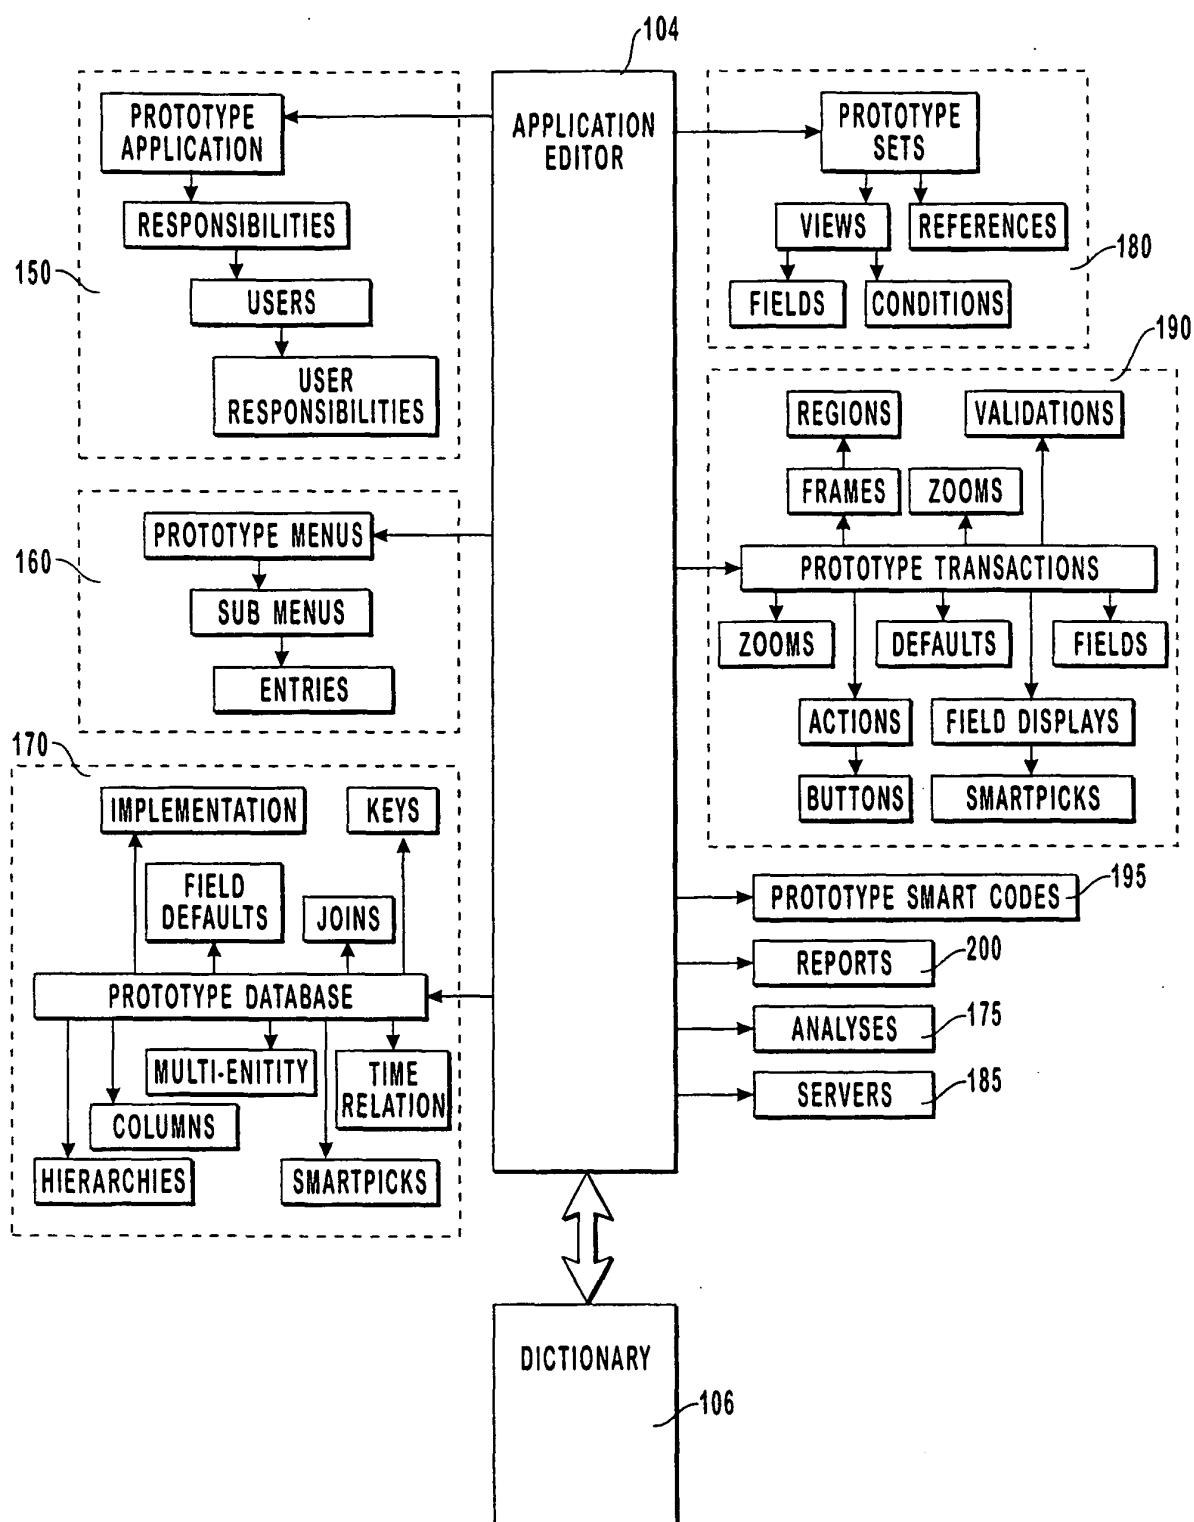 104
APPLICATION
EDITOR
150
PROTOTYPE
APPLICATION
RESPONSIBILITIES
USERS
USER
RESPONSIBILITIES
160
PROTOTYPE MENUS
SUB MENUS
ENTRIES
170
IMPLEMENTATION
KEYS
FIELD
DEFAULTS
JOINS
PROTOTYPE DATABASE
MULTI-ENITITY
TIME
RELATION
COLUMNS
HIERARCHIES
SMARTPICKS
PROTOTYPE
SETS
VIEWS
REFERENCES
180
FIELDS
CONDITIONS
190
REGIONS
VALIDATIONS
FRAMES
ZOOMS
PROTOTYPE TRANSACTIONS
ZOOMS
DEFAULTS
FIELDS
ACTIONS
FIELD DISPLAYS
BUTTONS
SMARTPICKS
PROTOTYPE SMART CODES
195
REPORTS
200
ANALYSES
175
SERVERS
185
DICTIONARY
106